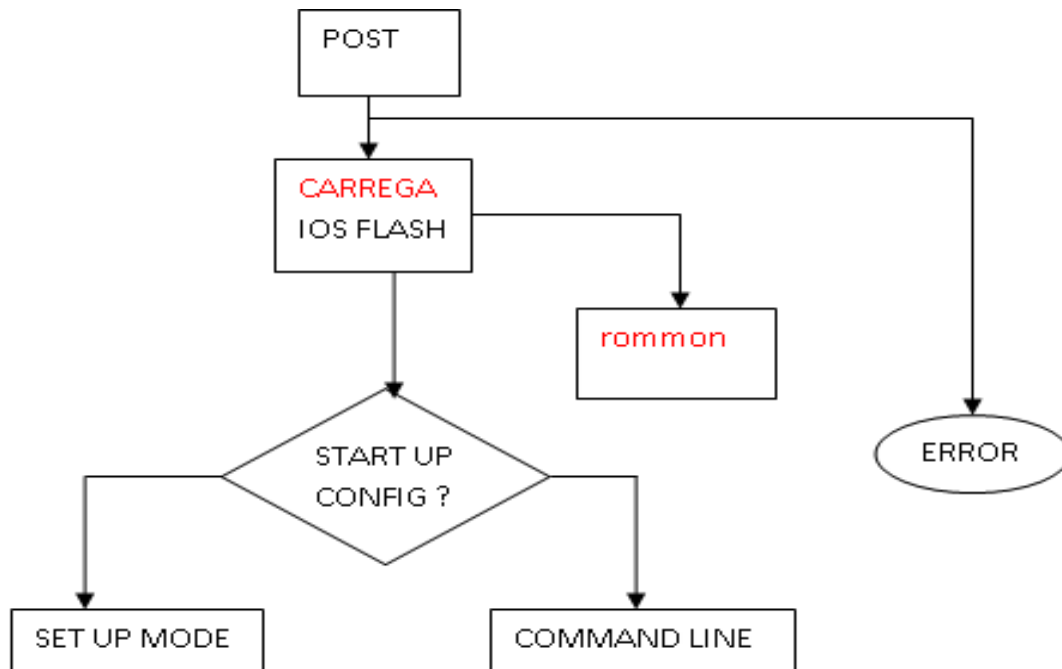 POST
CARREGA
IOS FLASH
rommon
START UP
CONFIG ?
ERROR
SET UP MODE
COMMAND LINE